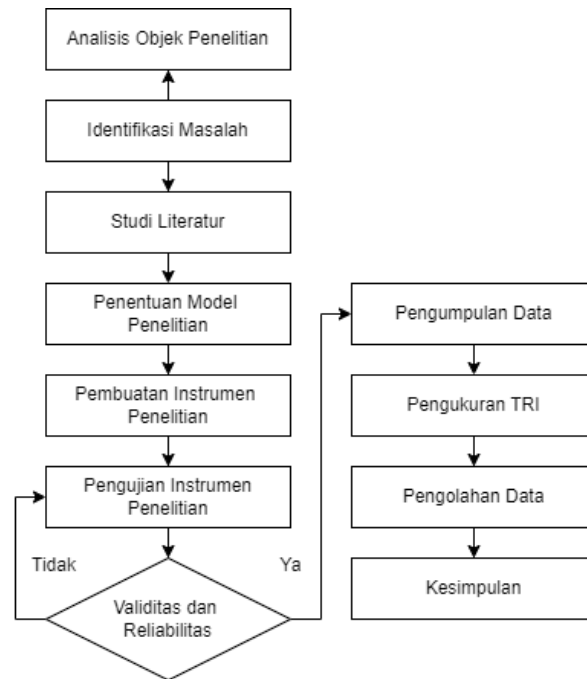 Analisis Objek Penelitian
Identifikasi Masalah
Studi Literatur
Penentuan Model
Penelitian
Pembuatan Instrumen
Penelitian
Pengujian Instrumen
Penelitian
Tidak
Ya
Validitas dan
Reliabilitas
Pengumpulan Data
Pengukuran TRI
Pengolahan Data
Kesimpulan